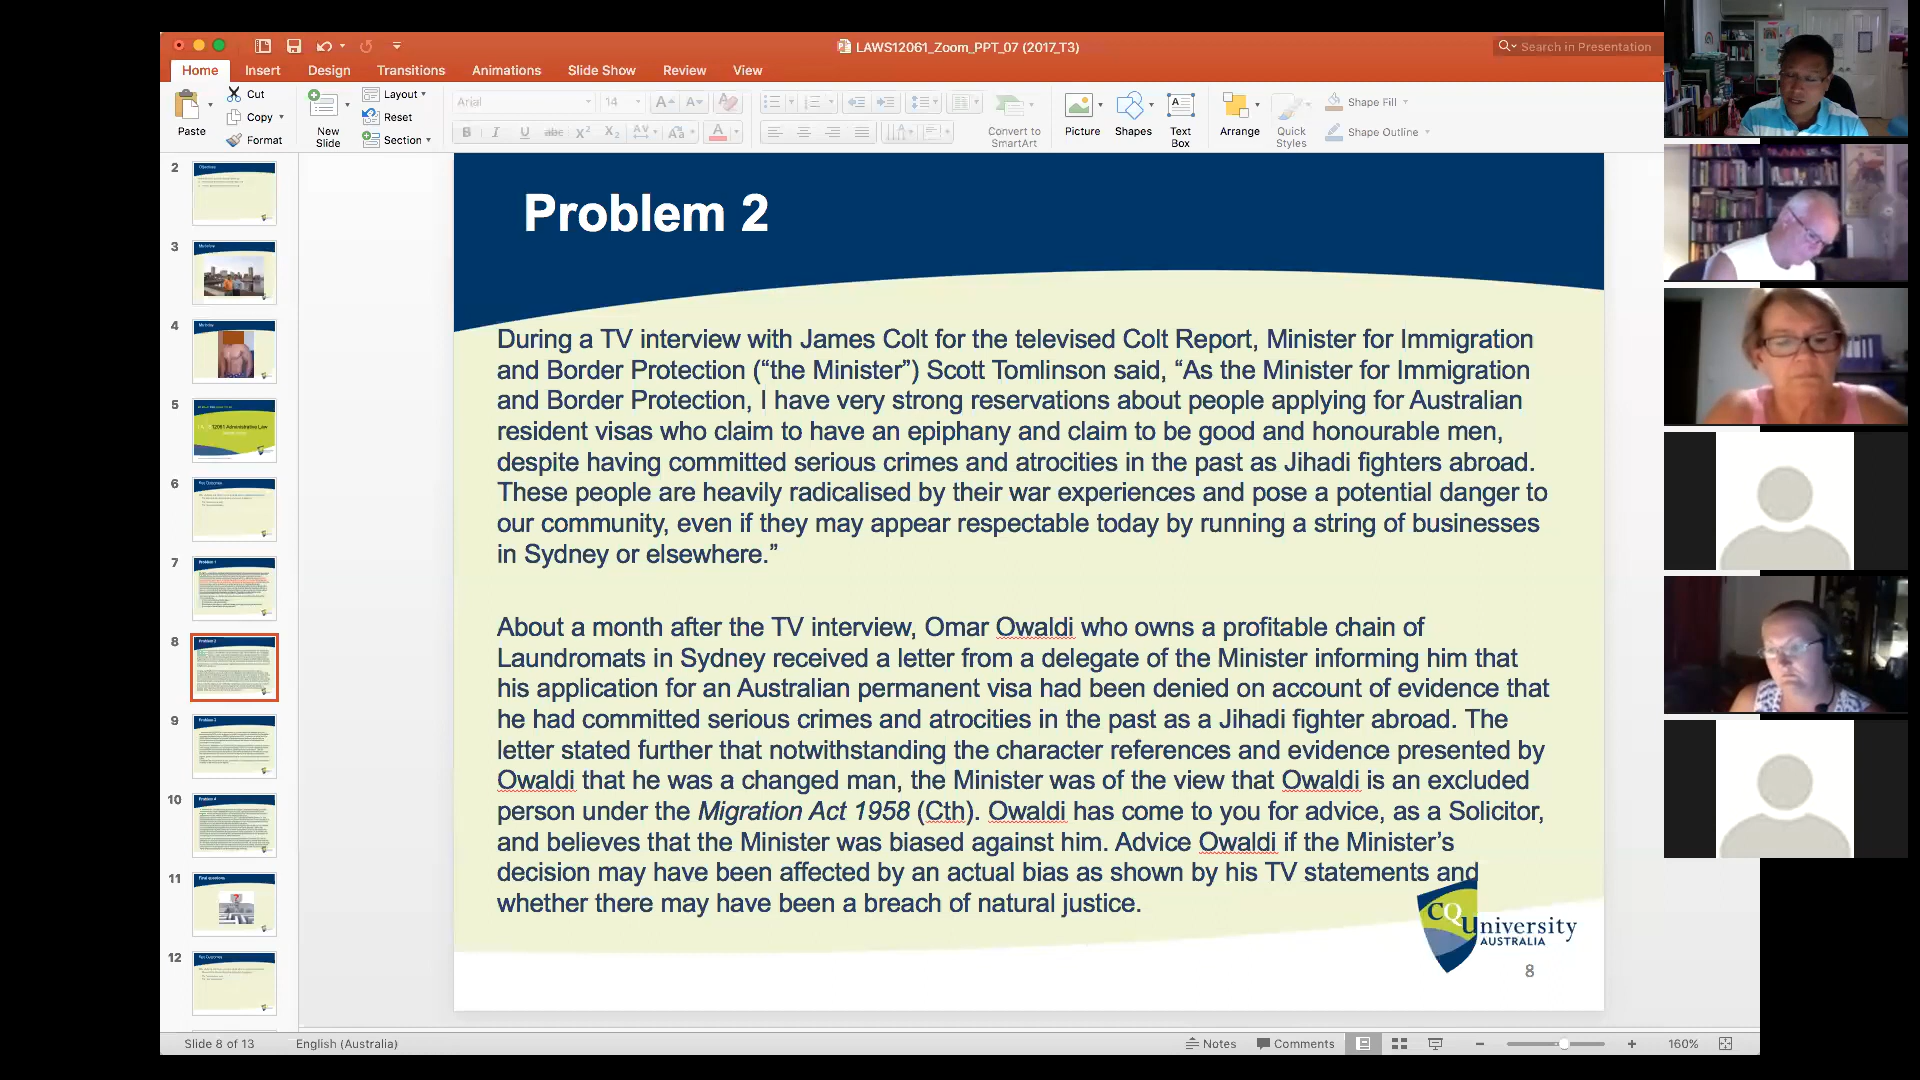 LAWS12061_Zoom_PPT_07 (2017_T3)
Search in Presentation
Home Insert Design Transitions Animations Slide Show Review View
Paste
Cut
Copy
Format
New Slide
Layout
Reset
Section
Arial 14
Convert to SmartArt
Picture
Shapes
Text Box
Arrange
Quick Styles
Shape Fill
Shape Outline
2
3
4
5
6
7
8
9
10
11
12
Problem 2
During a TV interview with James Colt for the televised Colt Report, Minister for Immigration
and Border Protection (“the Minister”) Scott Tomlinson said, “As the Minister for Immigration
and Border Protection, I have very strong reservations about people applying for Australian
resident visas who claim to have an epiphany and claim to be good and honourable men,
despite having committed serious crimes and atrocities in the past as Jihadi fighters abroad.
These people are heavily radicalised by their war experiences and pose a potential danger to
our community, even if they may appear respectable today by running a string of businesses
in Sydney or elsewhere.”
About a month after the TV interview, Omar Owaldi who owns a profitable chain of
Laundromats in Sydney received a letter from a delegate of the Minister informing him that
his application for an Australian permanent visa had been denied on account of evidence that
he had committed serious crimes and atrocities in the past as a Jihadi fighter abroad. The
letter stated further that notwithstanding the character references and evidence presented by
Owaldi that he was a changed man, the Minister was of the view that Owaldi is an excluded
person under the Migration Act 1958 (Cth). Owaldi has come to you for advice, as a Solicitor,
and believes that the Minister was biased against him. Advice Owaldi if the Minister’s
decision may have been affected by an actual bias as shown by his TV statements and
whether there may have been a breach of natural justice.
CQUniversity
AUSTRALIA
8
Slide 8 of 13 English (Australia)
Notes Comments 160%